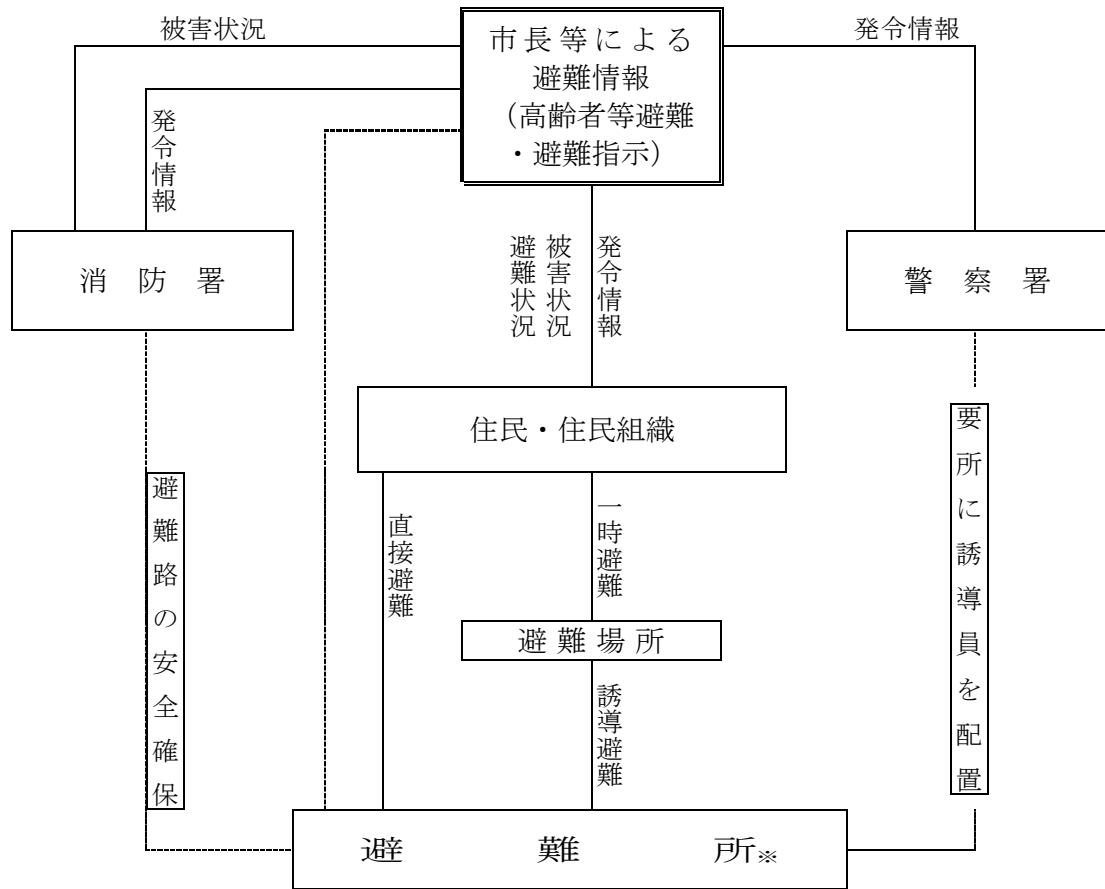 被害状況
発令情報
市長等による
避難情報
（高齢者等避難
・避難指示）
発令情報
消防署
警察署
発令情報
被害状況
避難状況
住民・住民組織
直接避難
一時避難
避難場所
誘導避難
避難路の安全確保
要所に誘導員を配置
避難所※